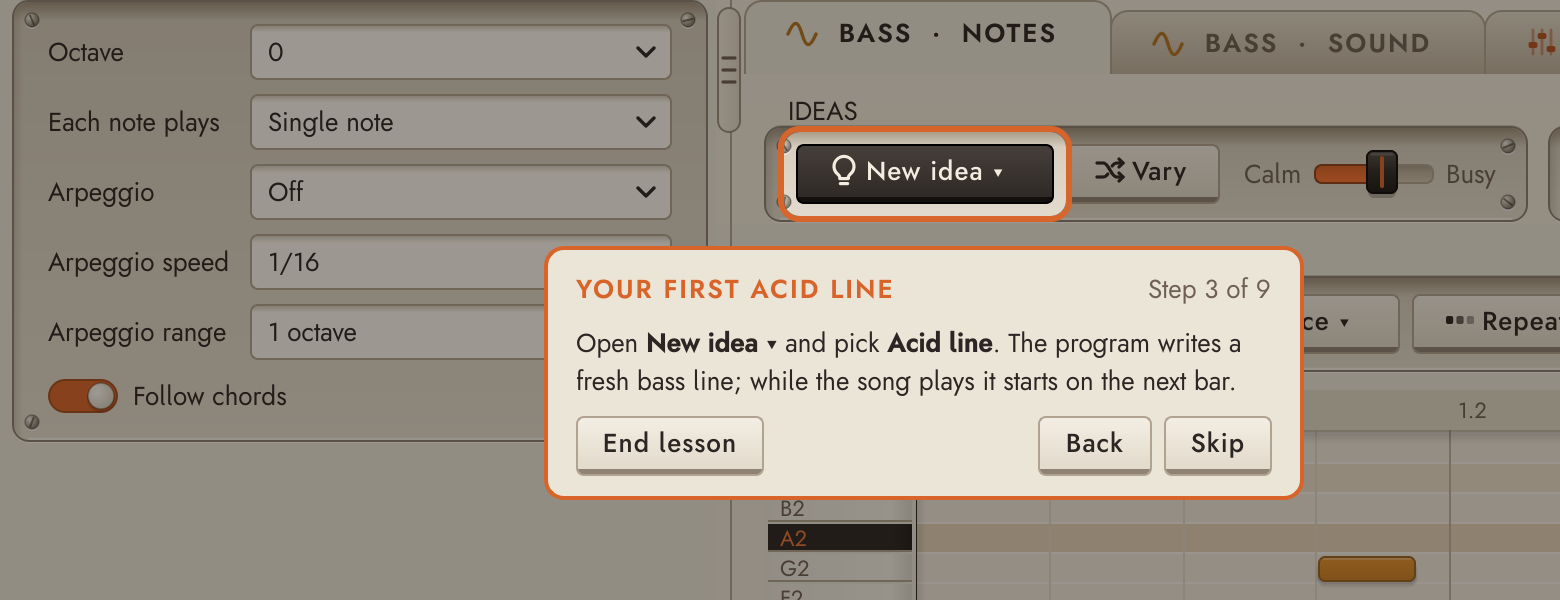 Octave 0
Each note plays Single note
Arpeggio Off
Arpeggio speed 1/16
Arpeggio range 1 octave
Follow chords
BASS · NOTES
BASS · SOUND
IDEAS
New idea ▾
Vary
Calm
Busy
YOUR FIRST ACID LINE
Step 3 of 9
Open New idea ▾ and pick Acid line. The program writes a
fresh bass line; while the song plays it starts on the next bar.
End lesson
Back
Skip
1.2
B2
A2
G2